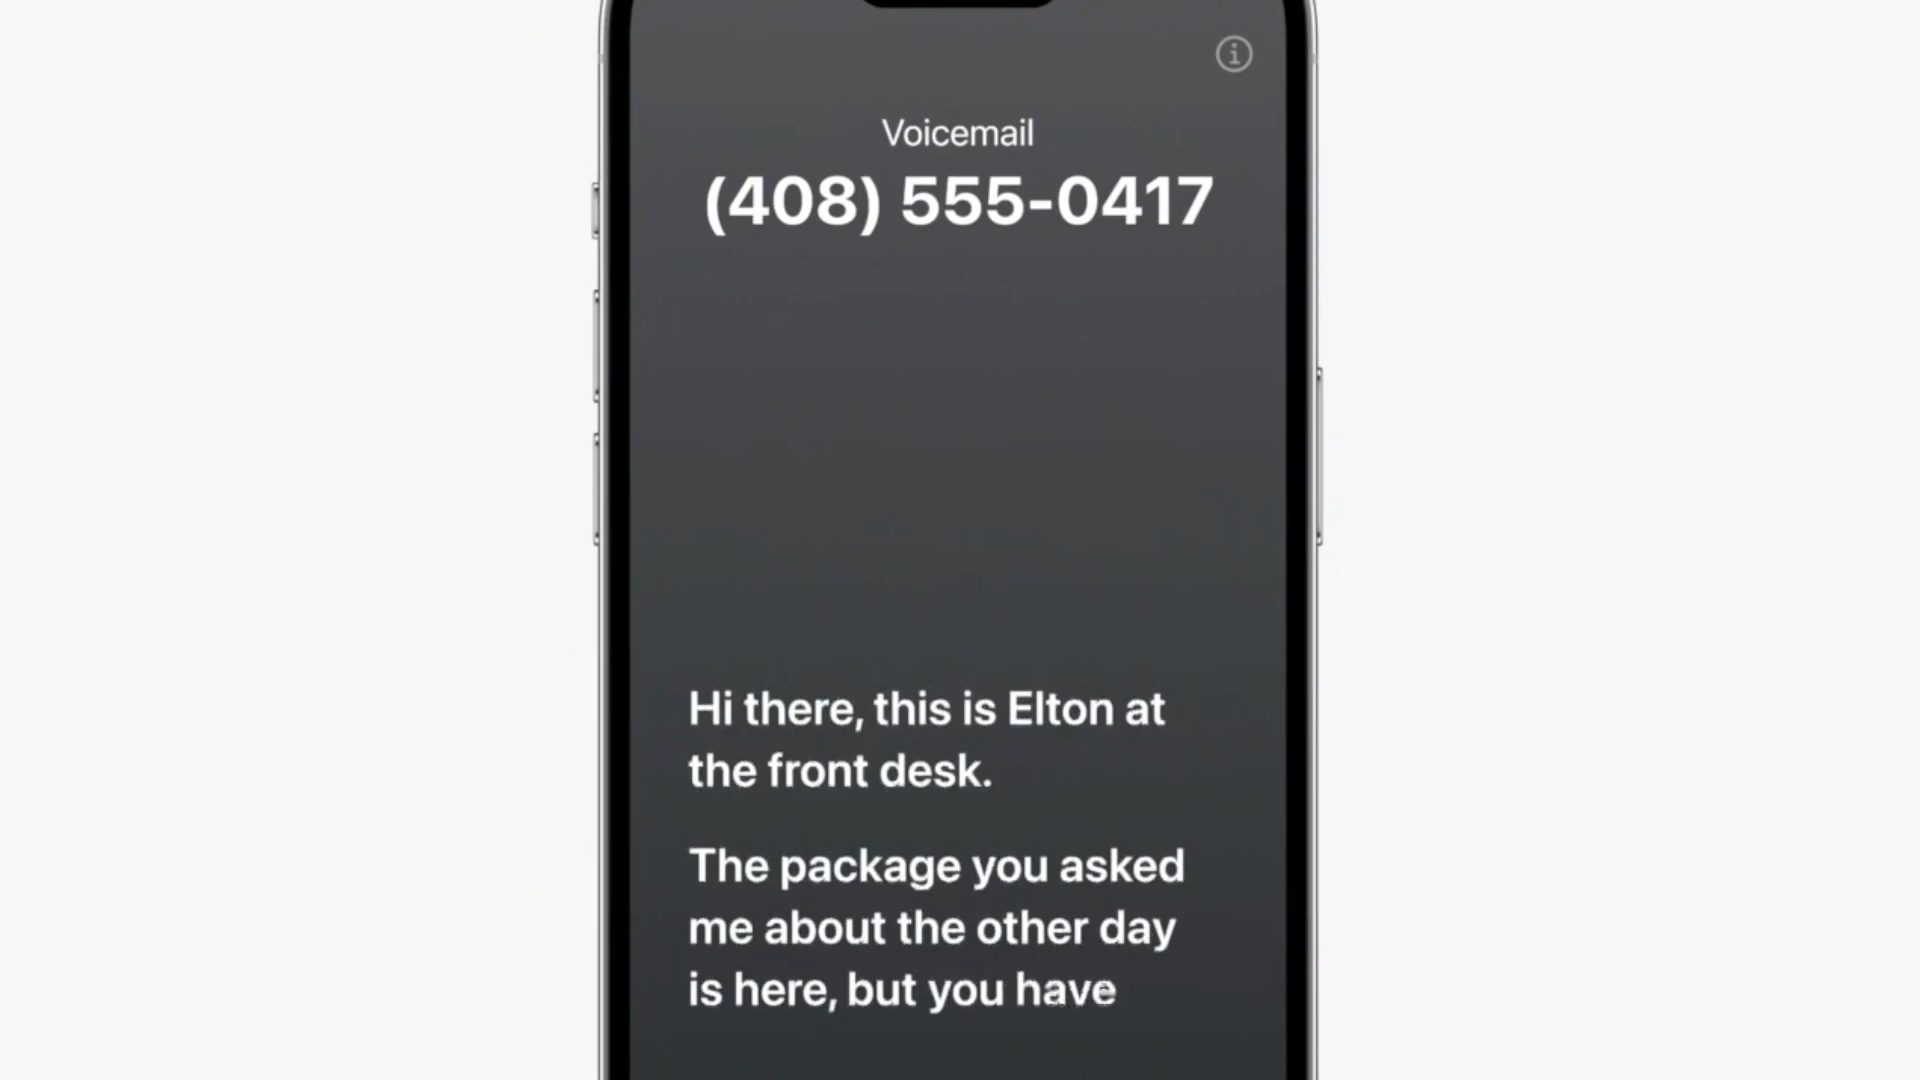 Voicemail
(408) 555-0417
Hi there, this is Elton at
the front desk.
The package you asked
me about the other day
is here, but you have